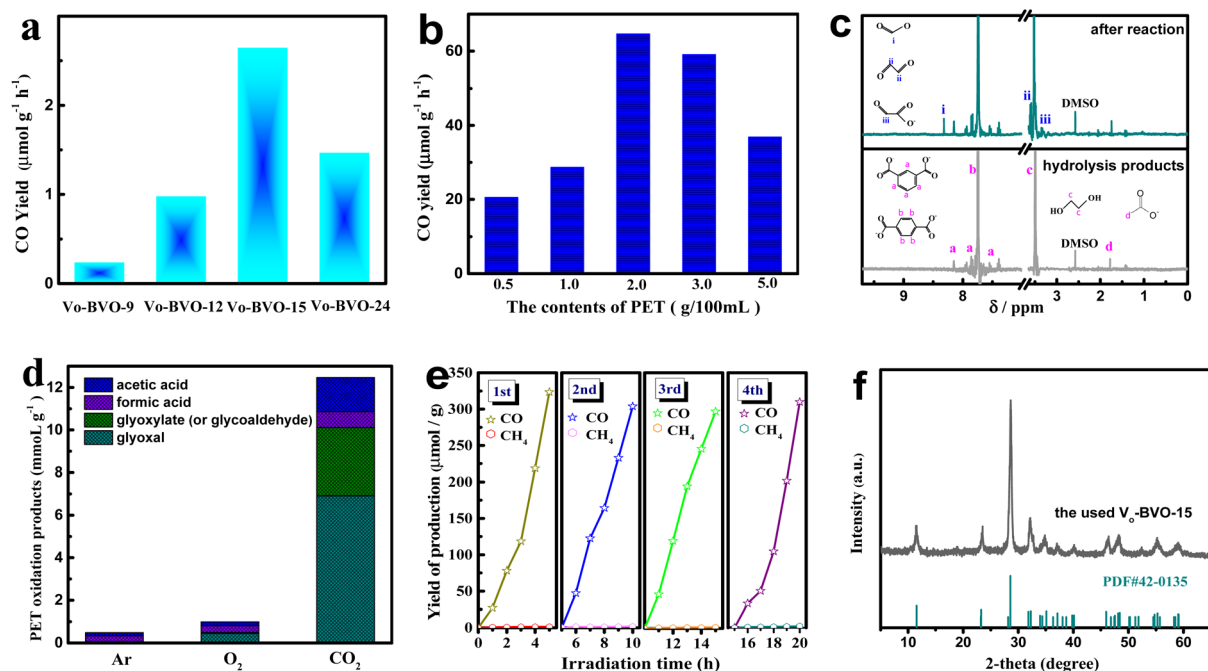 a
CO Yield (μmol g⁻¹ h⁻¹)
2
1
0
Vo-BVO-9 Vo-BVO-12 Vo-BVO-15 Vo-BVO-24
b
CO yield (μmol g⁻¹ h⁻¹)
60
40
20
0
0.5 1.0 2.0 3.0 5.0
The contents of PET ( g/100mL )
c
after reaction
O O⁻
i
ii
O O
ii
O O
iii O⁻
i
ii
iii
DMSO
hydrolysis products
O a O⁻
⁻O O
a a
a
b b
O O⁻
⁻O O
b b
b
c
c OH
HO c
O
d O⁻
a a a
DMSO
d
9 8 3 2 1 0
δ / ppm
d
PET oxidation products (mmoL g⁻¹)
12
10
8
6
4
2
0
acetic acid
formic acid
glyoxylate (or glycoaldehyde)
glyoxal
Ar O₂ CO₂
e
Yield of production (μmol / g)
350
300
250
200
150
100
50
0
1st 2nd 3rd 4th
CO CO CO CO
CH₄ CH₄ CH₄ CH₄
0 2 4 6 8 10 12 14 16 18 20
Irradiation time (h)
f
Intensity (a.u.)
the used Vₒ-BVO-15
PDF#42-0135
10 20 30 40 50 60
2-theta (degree)